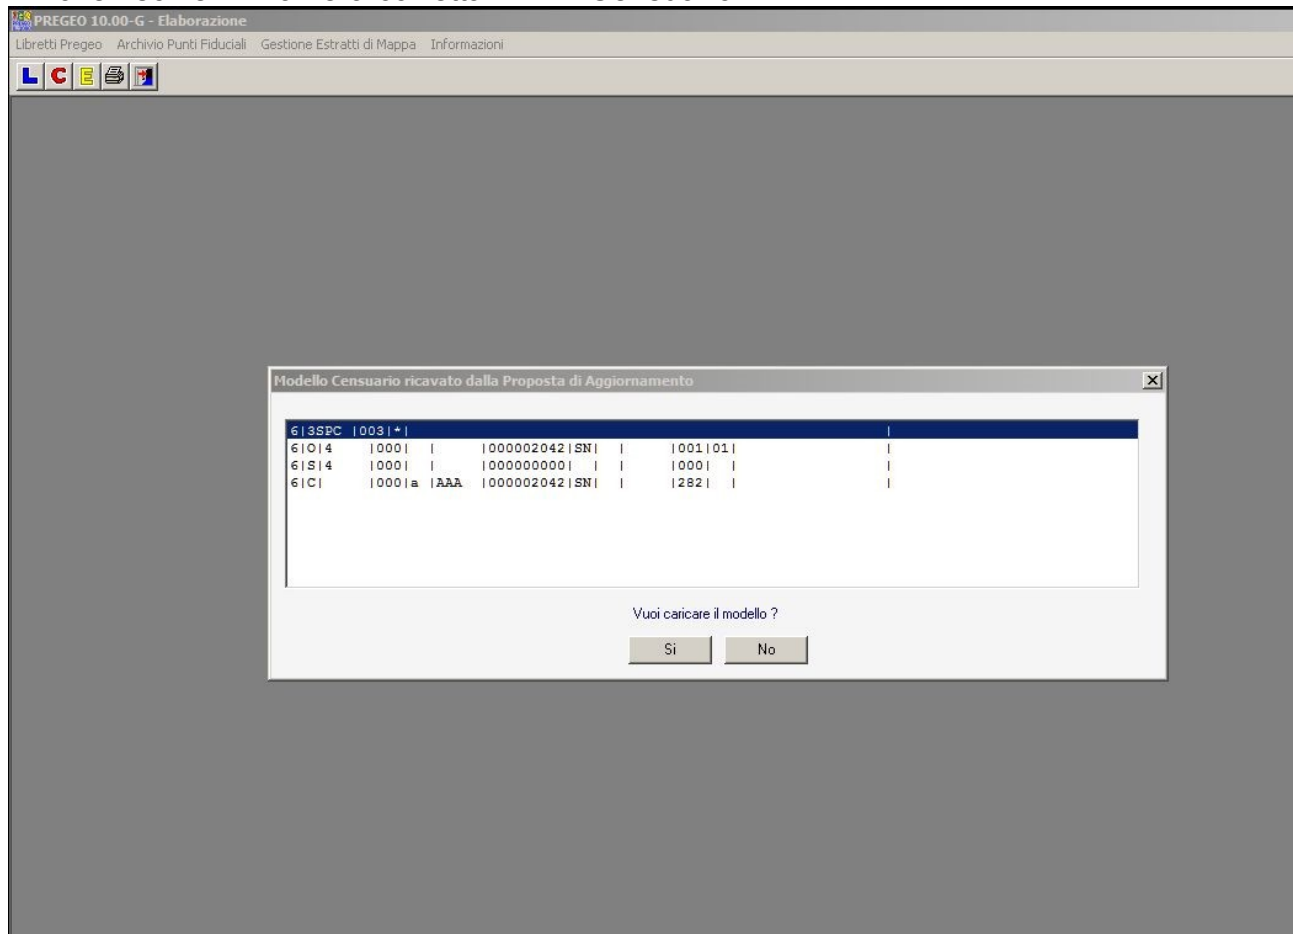 PREGEO 10.00-G - Elaborazione
Libretti Pregeo Archivio Punti Fiduciali Gestione Estratti di Mappa Informazioni
L C E
Modello Censuario ricavato dalla Proposta di Aggiornamento
6|3SPC |003|*| |
6|O|4 |000| | |000002042|SN| | |001|01| |
6|S|4 |000| | |000000000| | | |000| | |
6|C| |000|a |AAA |000002042|SN| | |282| | |
Vuoi caricare il modello ?
Si No